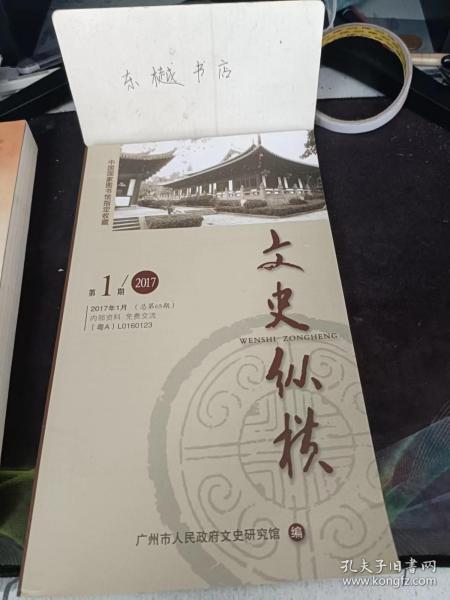 东樾书店
中国国家图书馆指定收藏
第1期/2017
2017年1月 (总第65期)
内部资料 免费交流
(粤A) L0160123
文史纵横
WENSHI ZONGHENG
广州市人民政府文史研究馆 编
孔夫子旧书网
www.kongfz.com